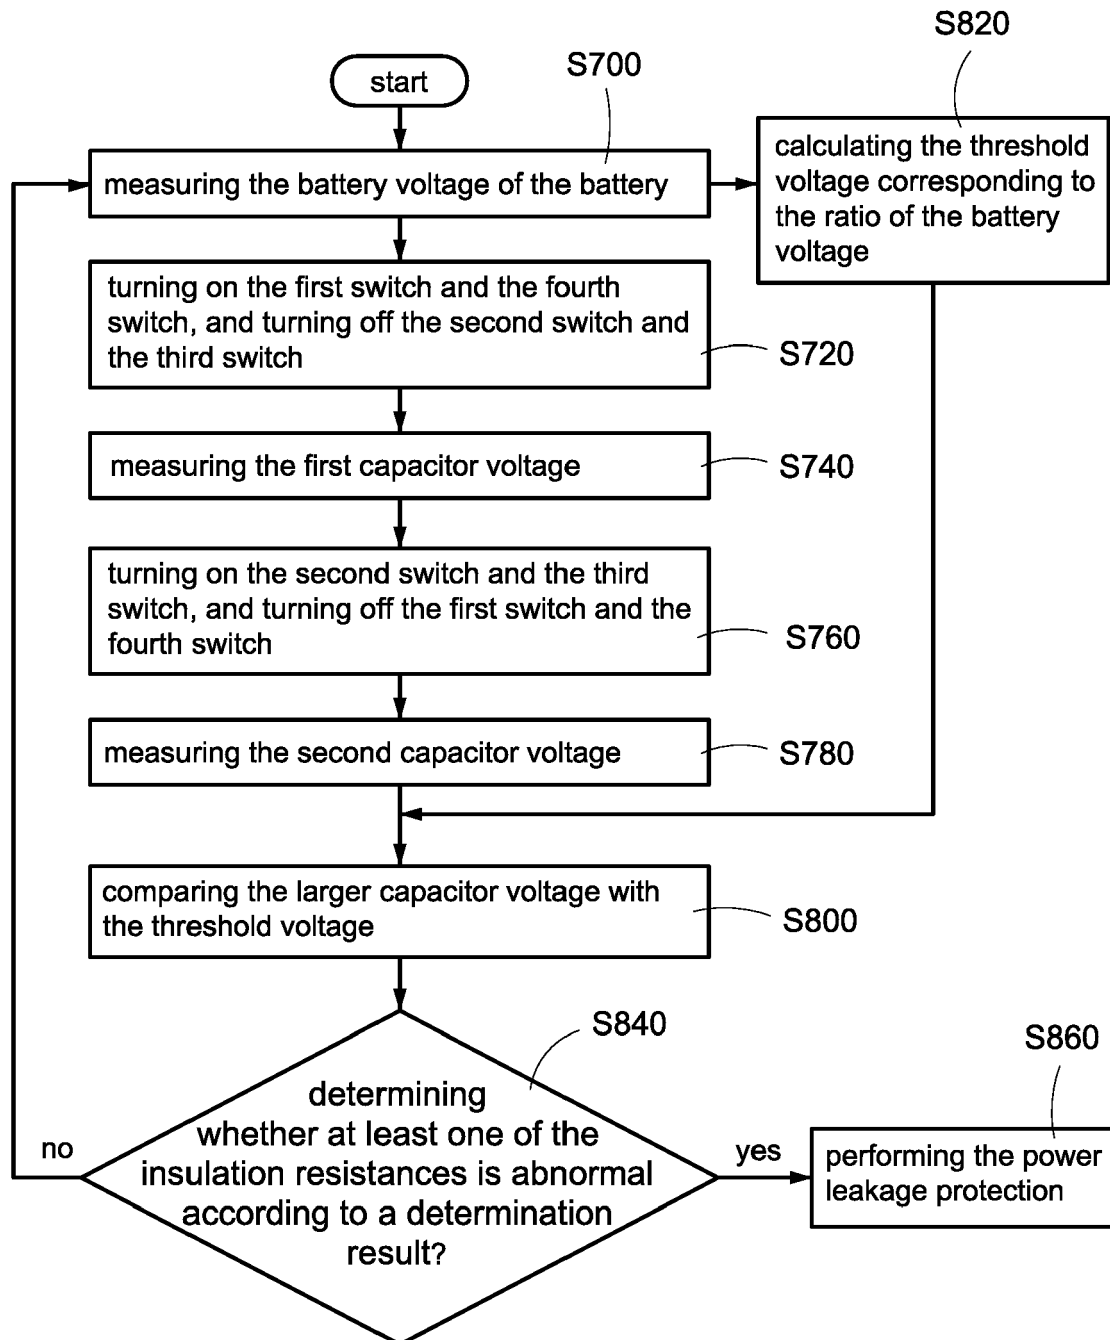 S820
S700
start
measuring the battery voltage of the battery
calculating the threshold
voltage corresponding to
the ratio of the battery
voltage
turning on the first switch and the fourth
switch, and turning off the second switch and
the third switch
S720
measuring the first capacitor voltage
S740
turning on the second switch and the third
switch, and turning off the first switch and the
fourth switch
S760
measuring the second capacitor voltage
S780
comparing the larger capacitor voltage with
the threshold voltage
S800
S840
S860
determining
whether at least one of the
insulation resistances is abnormal
according to a determination
result?
no
yes
performing the power
leakage protection